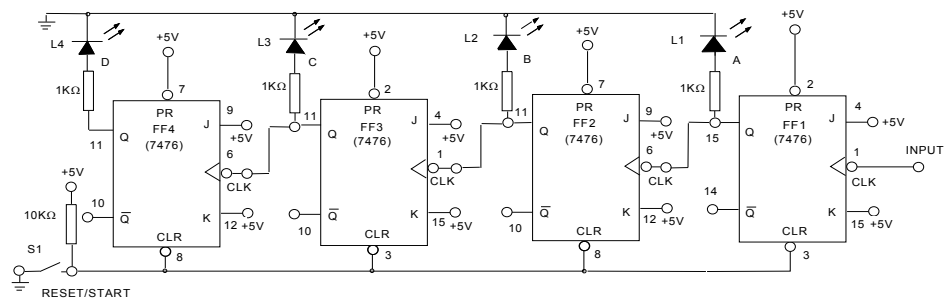 L4
D
1KΩ
+5V
7
PR
FF4
(7476)
J
9
+5V
Q
11
6
CLK
10
Q̅
K
12
+5V
CLR
8
+5V
10KΩ
S1
RESET/START
L3
C
1KΩ
+5V
2
PR
FF3
(7476)
J
4
+5V
11
Q
1
CLK
Q̅
10
K
15
+5V
CLR
3
L2
B
1KΩ
+5V
7
PR
FF2
(7476)
J
9
+5V
11
Q
6
CLK
Q̅
10
K
12
+5V
CLR
8
L1
A
1KΩ
+5V
2
PR
FF1
(7476)
J
4
+5V
15
Q
1
CLK
INPUT
14
Q̅
K
15
+5V
CLR
3